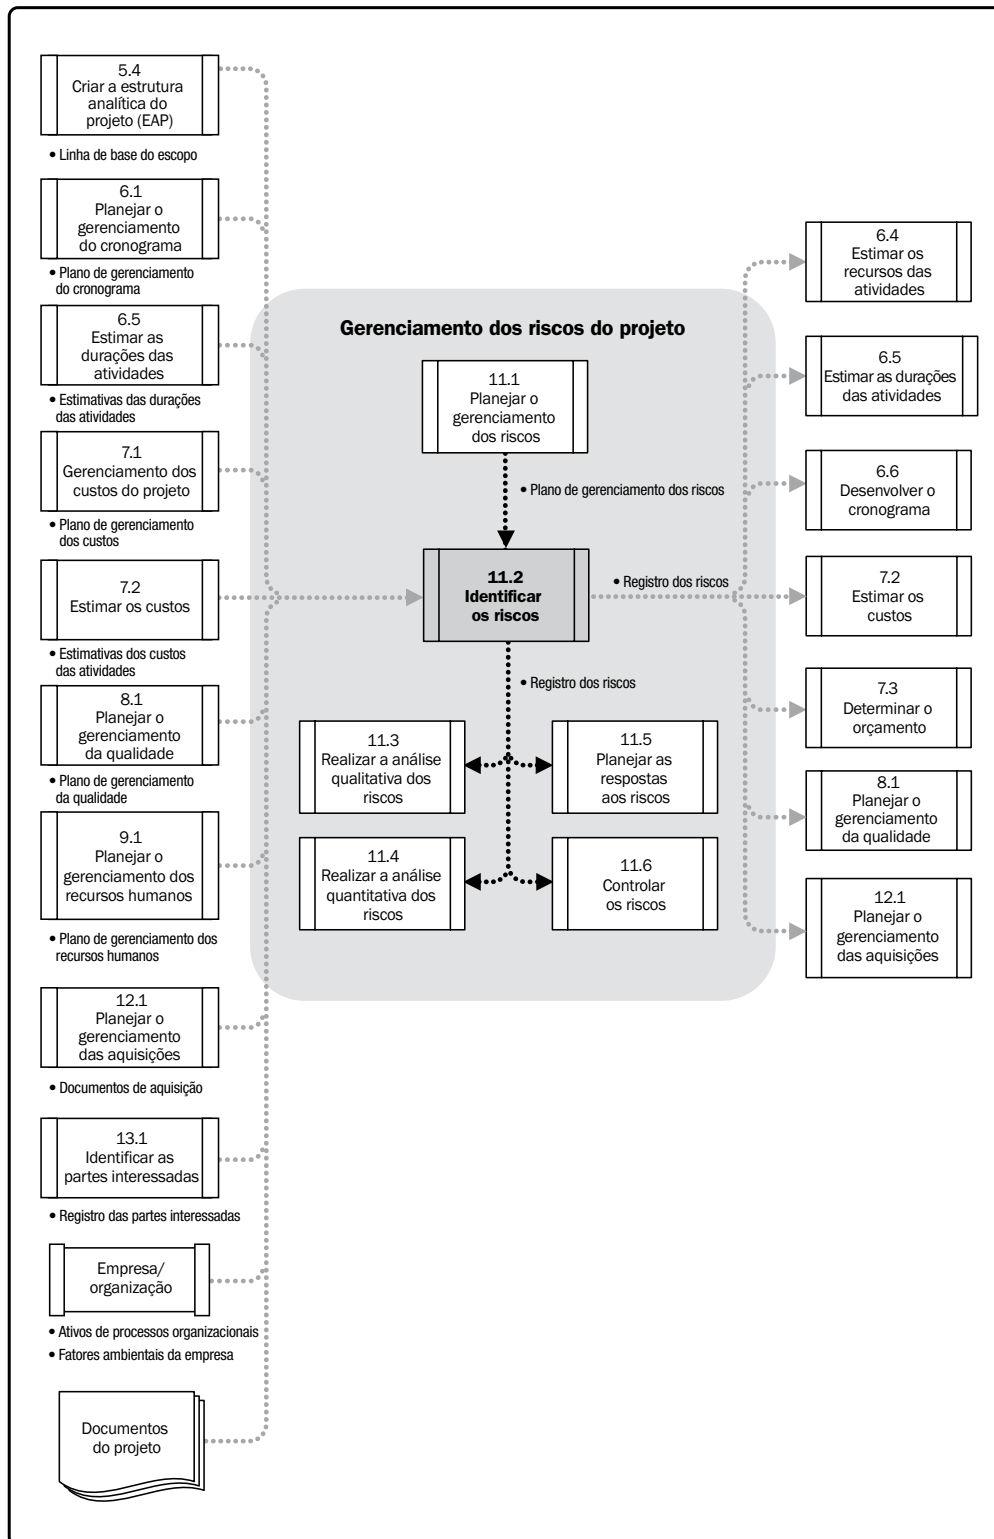 5.4
Criar a estrutura
analítica do
projeto (EAP)
• Linha de base do escopo
6.1
Planejar o
gerenciamento
do cronograma
• Plano de gerenciamento
do cronograma
6.5
Estimar as
durações das
atividades
• Estimativas das durações
das atividades
7.1
Gerenciamento dos
custos do projeto
• Plano de gerenciamento
dos custos
7.2
Estimar os custos
• Estimativas dos custos
das atividades
8.1
Planejar o
gerenciamento
da qualidade
• Plano de gerenciamento
da qualidade
9.1
Planejar o
gerenciamento dos
recursos humanos
• Plano de gerenciamento dos
recursos humanos
12.1
Planejar o
gerenciamento
das aquisições
• Documentos de aquisição
13.1
Identificar as
partes interessadas
• Registro das partes interessadas
Empresa/
organização
• Ativos de processos organizacionais
• Fatores ambientais da empresa
Documentos
do projeto
Gerenciamento dos riscos do projeto
11.1
Planejar o
gerenciamento
dos riscos
• Plano de gerenciamento dos riscos
11.2
Identificar
os riscos
• Registro dos riscos
• Registro dos riscos
11.3
Realizar a análise
qualitativa dos
riscos
11.5
Planejar as
respostas
aos riscos
11.4
Realizar a análise
quantitativa dos
riscos
11.6
Controlar
os riscos
6.4
Estimar os
recursos das
atividades
6.5
Estimar as durações
das atividades
6.6
Desenvolver o
cronograma
7.2
Estimar os
custos
7.3
Determinar o
orçamento
8.1
Planejar o
gerenciamento
da qualidade
12.1
Planejar o
gerenciamento
das aquisições